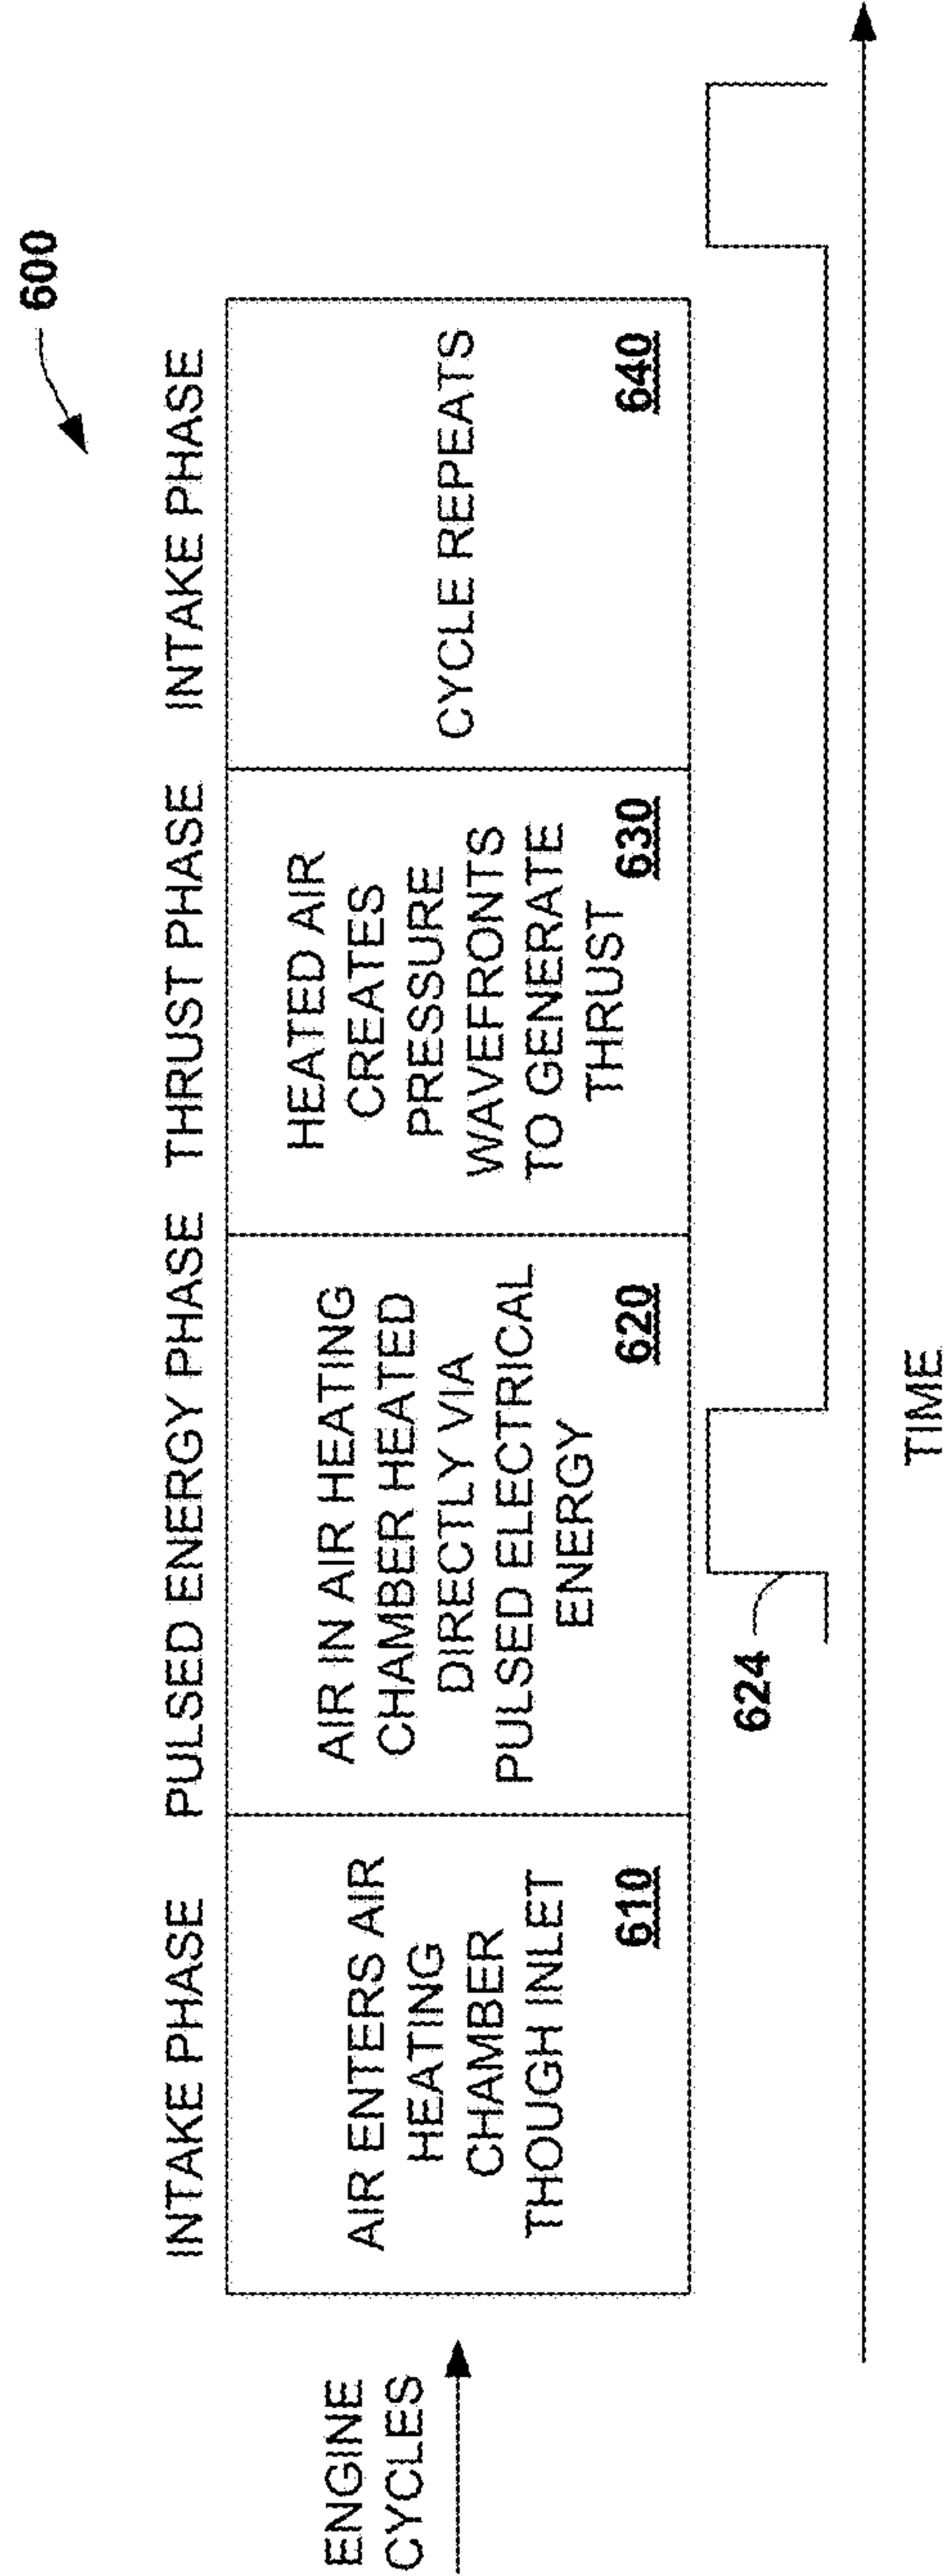 600
ENGINE
CYCLES
INTAKE PHASE
PULSED ENERGY PHASE
THRUST PHASE
INTAKE PHASE
AIR ENTERS AIR
HEATING
CHAMBER
THOUGH INLET
610
AIR IN AIR HEATING
CHAMBER HEATED
DIRECTLY VIA
PULSED ELECTRICAL
ENERGY
620
HEATED AIR
CREATES
PRESSURE
WAVEFRONTS
TO GENERATE
THRUST
630
CYCLE REPEATS
640
624
TIME